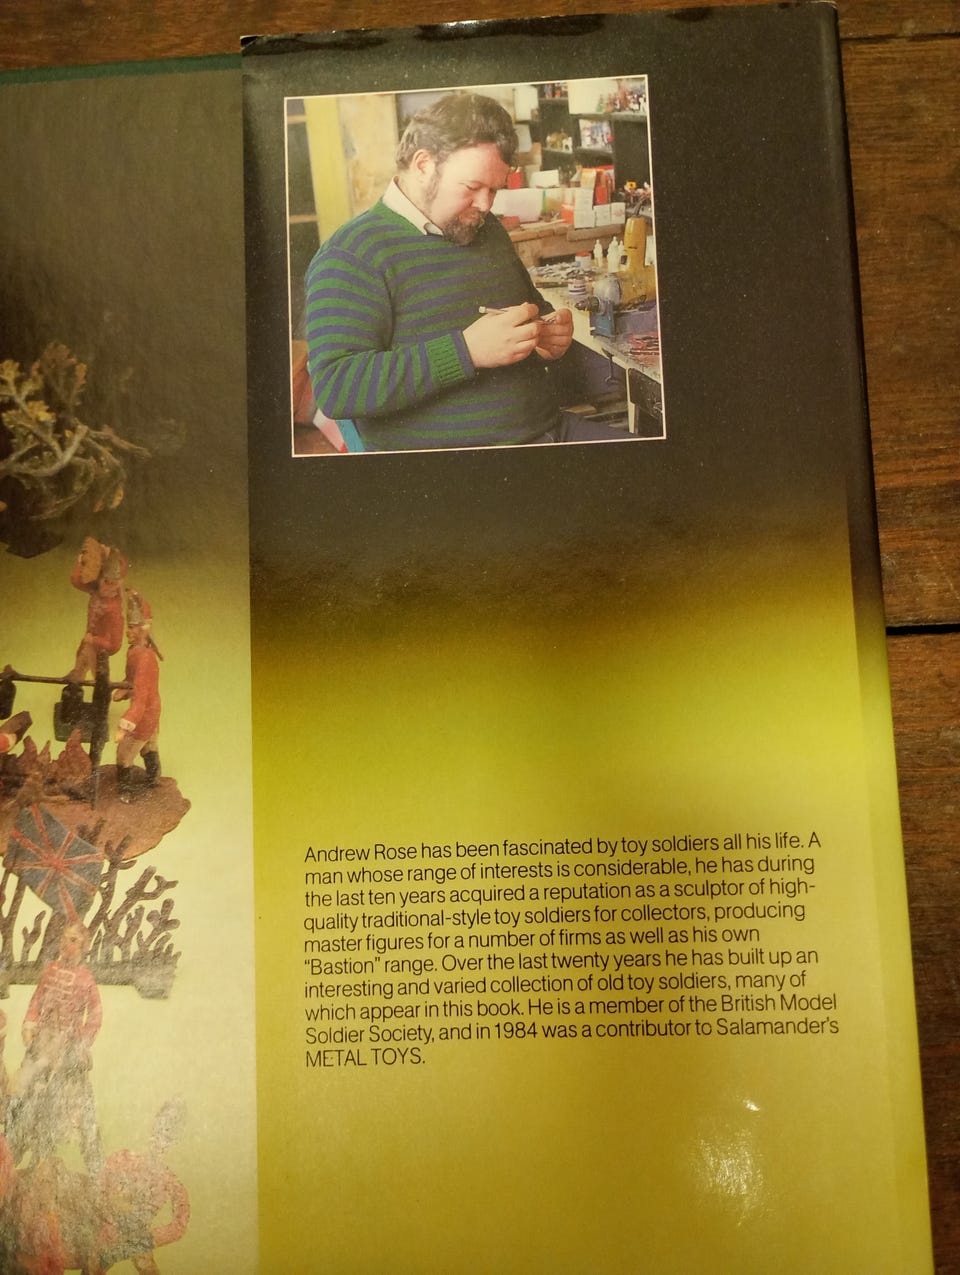 Andrew Rose has been fascinated by toy soldiers all his life. A
man whose range of interests is considerable, he has during
the last ten years acquired a reputation as a sculptor of high-
quality traditional-style toy soldiers for collectors, producing
master figures for a number of firms as well as his own
“Bastion” range. Over the last twenty years he has built up an
interesting and varied collection of old toy soldiers, many of
which appear in this book. He is a member of the British Model
Soldier Society, and in 1984 was a contributor to Salamander's
METAL TOYS.